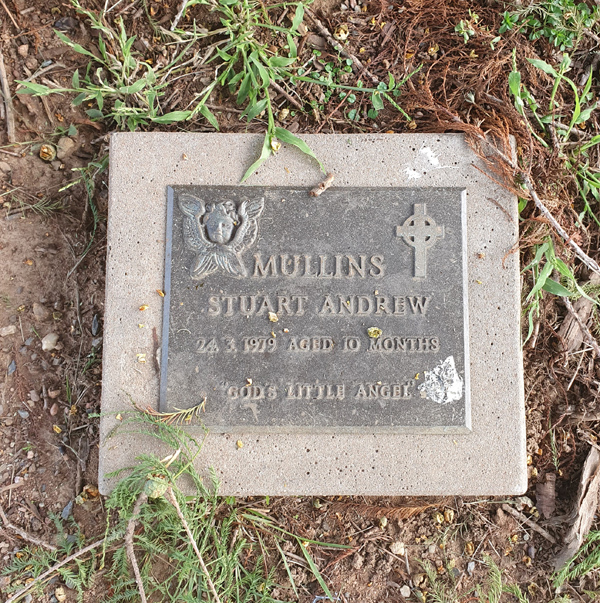 MULLINS
STUART ANDREW
24. 3. 1979 AGED 10 MONTHS
"GOD'S LITTLE ANGEL"